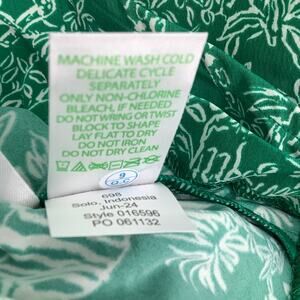 MACHINE WASH COLD
DELICATE CYCLE
SEPARATELY
ONLY NON-CHLORINE
BLEACH, IF NEEDED
DO NOT WRING OR TWIST
BLOCK TO SHAPE
LAY FLAT TO DRY
DO NOT IRON
DO NOT DRY CLEAN
9
Q.C
698
Solo, Indonesia
Jun-24
Style 016596
PO 061132